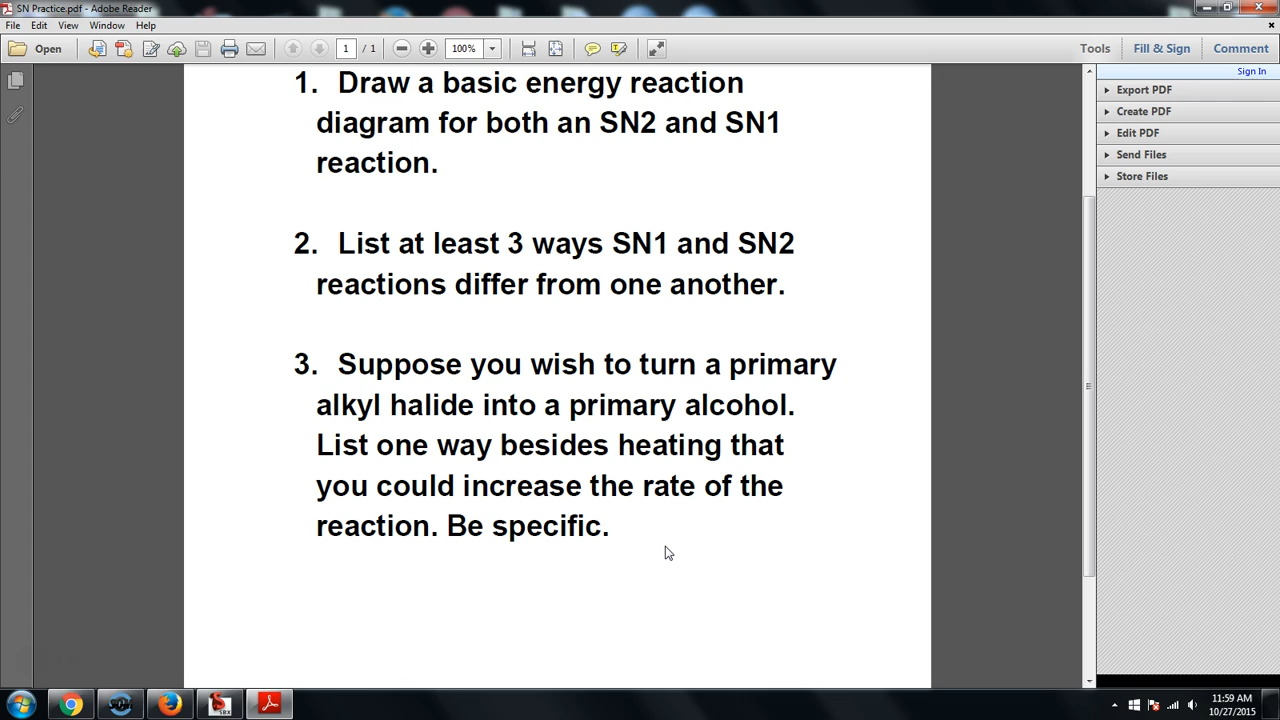 SN Practice.pdf - Adobe Reader
File Edit View Window Help
Open 1 / 1 100% Tools Fill & Sign Comment
Sign In
Export PDF
Create PDF
Edit PDF
Send Files
Store Files
1. Draw a basic energy reaction
diagram for both an SN2 and SN1
reaction.
2. List at least 3 ways SN1 and SN2
reactions differ from one another.
3. Suppose you wish to turn a primary
alkyl halide into a primary alcohol.
List one way besides heating that
you could increase the rate of the
reaction. Be specific.
SBX
11:59 AM
10/27/2015